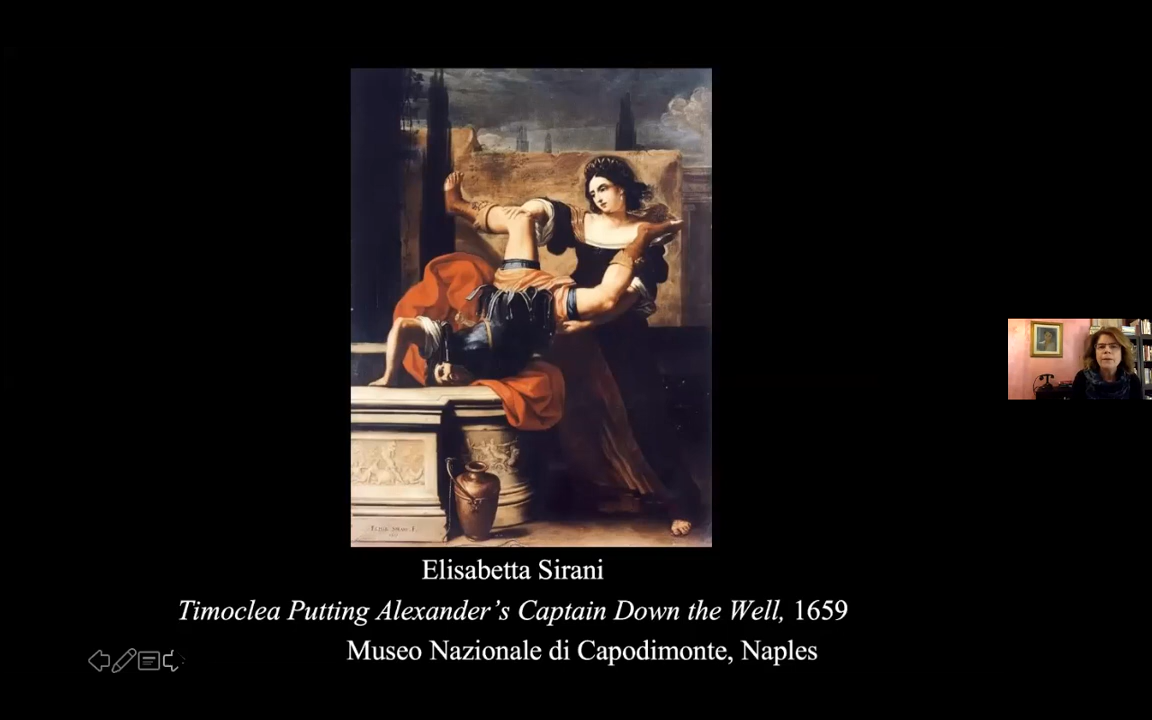 Elisabetta Sirani
Timoclea Putting Alexander’s Captain Down the Well, 1659
Museo Nazionale di Capodimonte, Naples